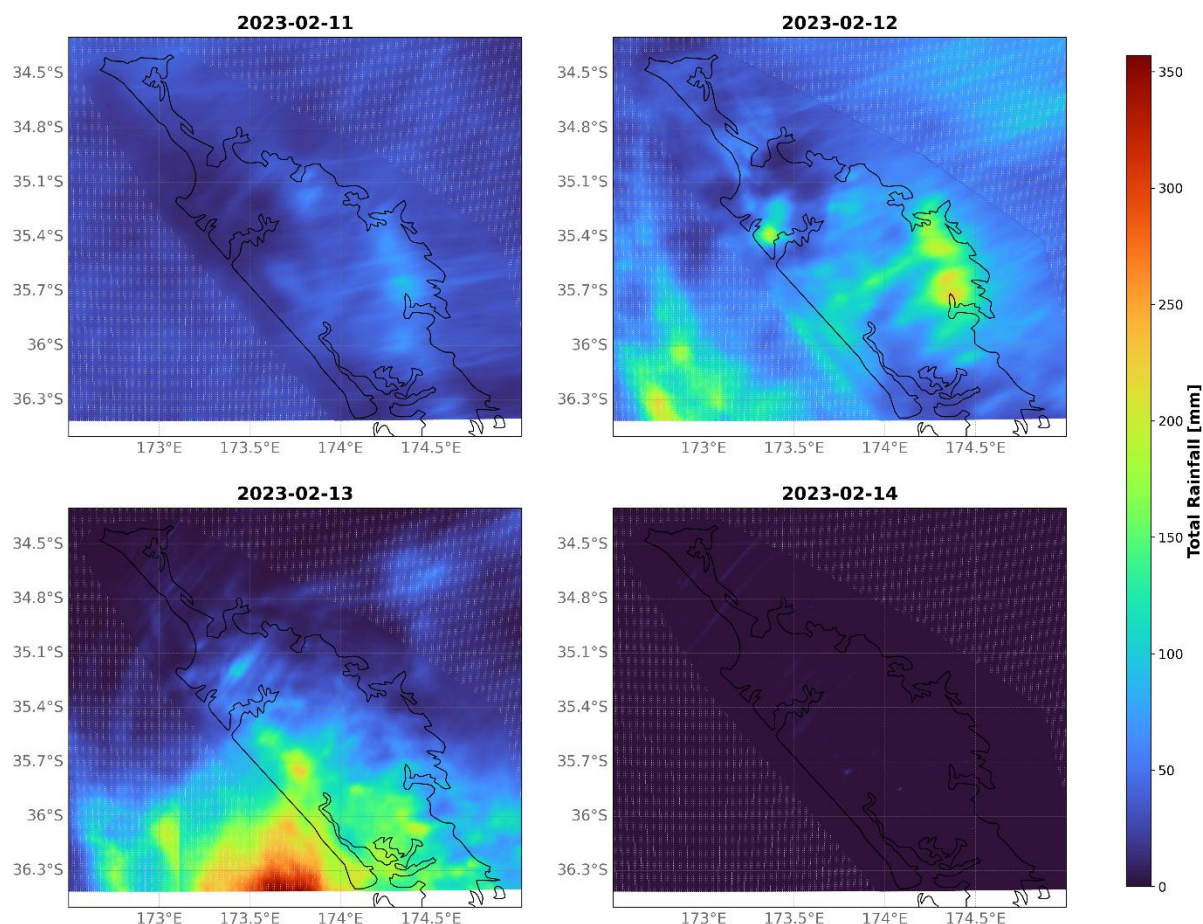 2023-02-11
2023-02-12
34.5°S
34.8°S
35.1°S
35.4°S
35.7°S
36°S
36.3°S
34.5°S
34.8°S
35.1°S
35.4°S
35.7°S
36°S
36.3°S
173°E 173.5°E 174°E 174.5°E
173°E 173.5°E 174°E 174.5°E
2023-02-13
2023-02-14
34.5°S
34.8°S
35.1°S
35.4°S
35.7°S
36°S
36.3°S
34.5°S
34.8°S
35.1°S
35.4°S
35.7°S
36°S
36.3°S
173°E 173.5°E 174°E 174.5°E
173°E 173.5°E 174°E 174.5°E
350
300
250
200
150
100
50
0
Total Rainfall [mm]